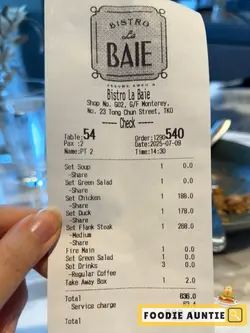 BISTRO
La
BAIE
Bistro La Baie
Shop No. G02, G/F Monterey,
No. 23 Tong Chun Street, TKO
Check
Table:54 Order:1290540
Pax :2 Date:2025-07-09
Name:PT 2 Time:14:30
Set Soup 1 0.0
-Share
Set Green Salad 1 0.0
-Share
Set Chicken 1 188.0
-Share
Set Duck 1 178.0
-Share
Set Flank Steak 1 268.0
-Medium
-Share
Fire Main 1 0.0
Set Green Salad 1 0.0
Set Drinks 3 0.0
-Regular Coffee
Take Away Box 1 2.0
Total 636.0
Service charge
Total
FOODIE AUNTIE